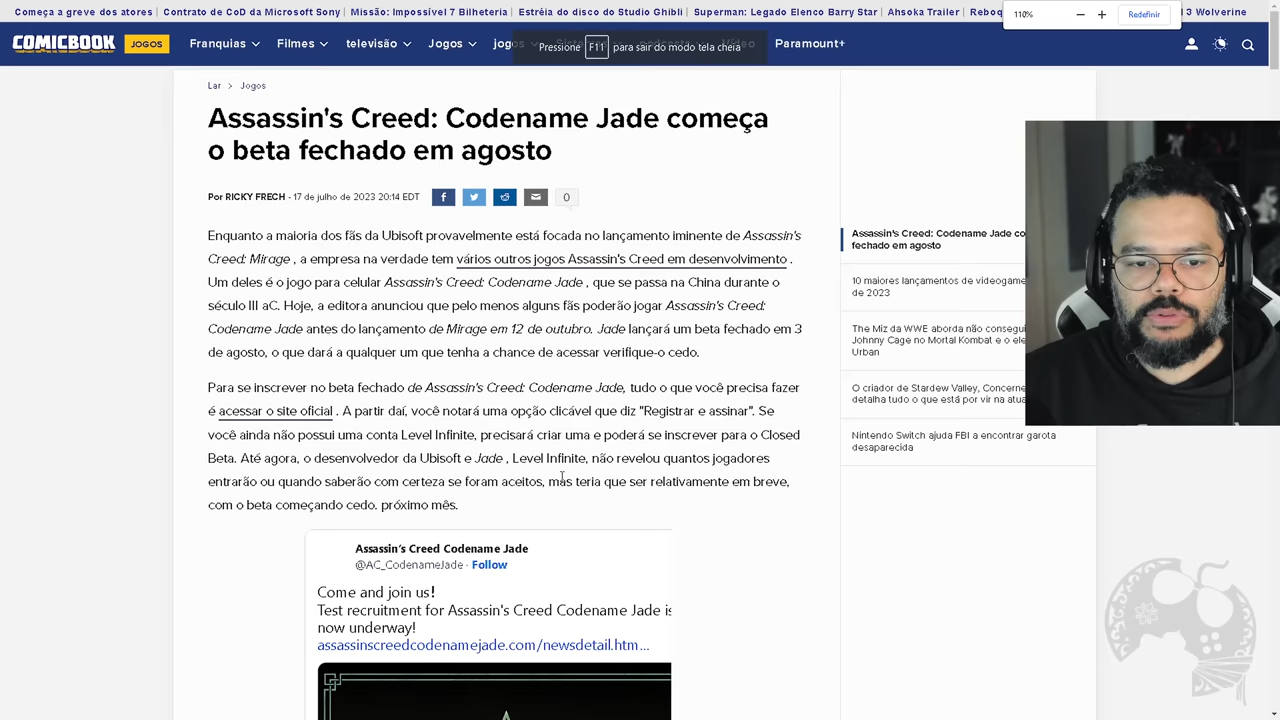 Começa a greve dos atores | Contrato de CoD da Microsoft Sony | Missão: Impossível 7 Bilheteria | Estréia do disco do Studio Ghibli | Superman: Legado Elenco Barry Star | Ahsoka Trailer | 3 Wolverine
110% − + Redefinir
COMICBOOK JOGOS Franquias Filmes televisão Jogos Vídeo Paramount+
Pressione F11 para sair do modo tela cheia
Lar > Jogos
Assassin's Creed: Codename Jade começa
o beta fechado em agosto
Por RICKY FRECH - 17 de julho de 2023 20:14 EDT
0
Enquanto a maioria dos fãs da Ubisoft provavelmente está focada no lançamento iminente de Assassin's
Creed: Mirage , a empresa na verdade tem vários outros jogos Assassin's Creed em desenvolvimento .
Um deles é o jogo para celular Assassin's Creed: Codename Jade , que se passa na China durante o
século III aC. Hoje, a editora anunciou que pelo menos alguns fãs poderão jogar Assassin's Creed:
Codename Jade antes do lançamento de Mirage em 12 de outubro. Jade lançará um beta fechado em 3
de agosto, o que dará a qualquer um que tenha a chance de acessar verifique-o cedo.
Para se inscrever no beta fechado de Assassin's Creed: Codename Jade, tudo o que você precisa fazer
é acessar o site oficial . A partir daí, você notará uma opção clicável que diz "Registrar e assinar". Se
você ainda não possui uma conta Level Infinite, precisará criar uma e poderá se inscrever para o Closed
Beta. Até agora, o desenvolvedor da Ubisoft e Jade , Level Infinite, não revelou quantos jogadores
entrarão ou quando saberão com certeza se foram aceitos, mas teria que ser relativamente em breve,
com o beta começando cedo. próximo mês.
Assassin's Creed Codename Jade
@AC_CodenameJade · Follow
Come and join us!
Test recruitment for Assassin's Creed Codename Jade is
now underway!
assassinscreedcodenamejade.com/newsdetail.htm…
Assassin's Creed: Codename Jade co
fechado em agosto
10 maiores lançamentos de videogame
de 2023
The Miz da WWE aborda não consegui
Johnny Cage no Mortal Kombat e o ele
Urban
O criador de Stardew Valley, Concerne
detalha tudo o que está por vir na atua
Nintendo Switch ajuda FBI a encontrar garota
desaparecida